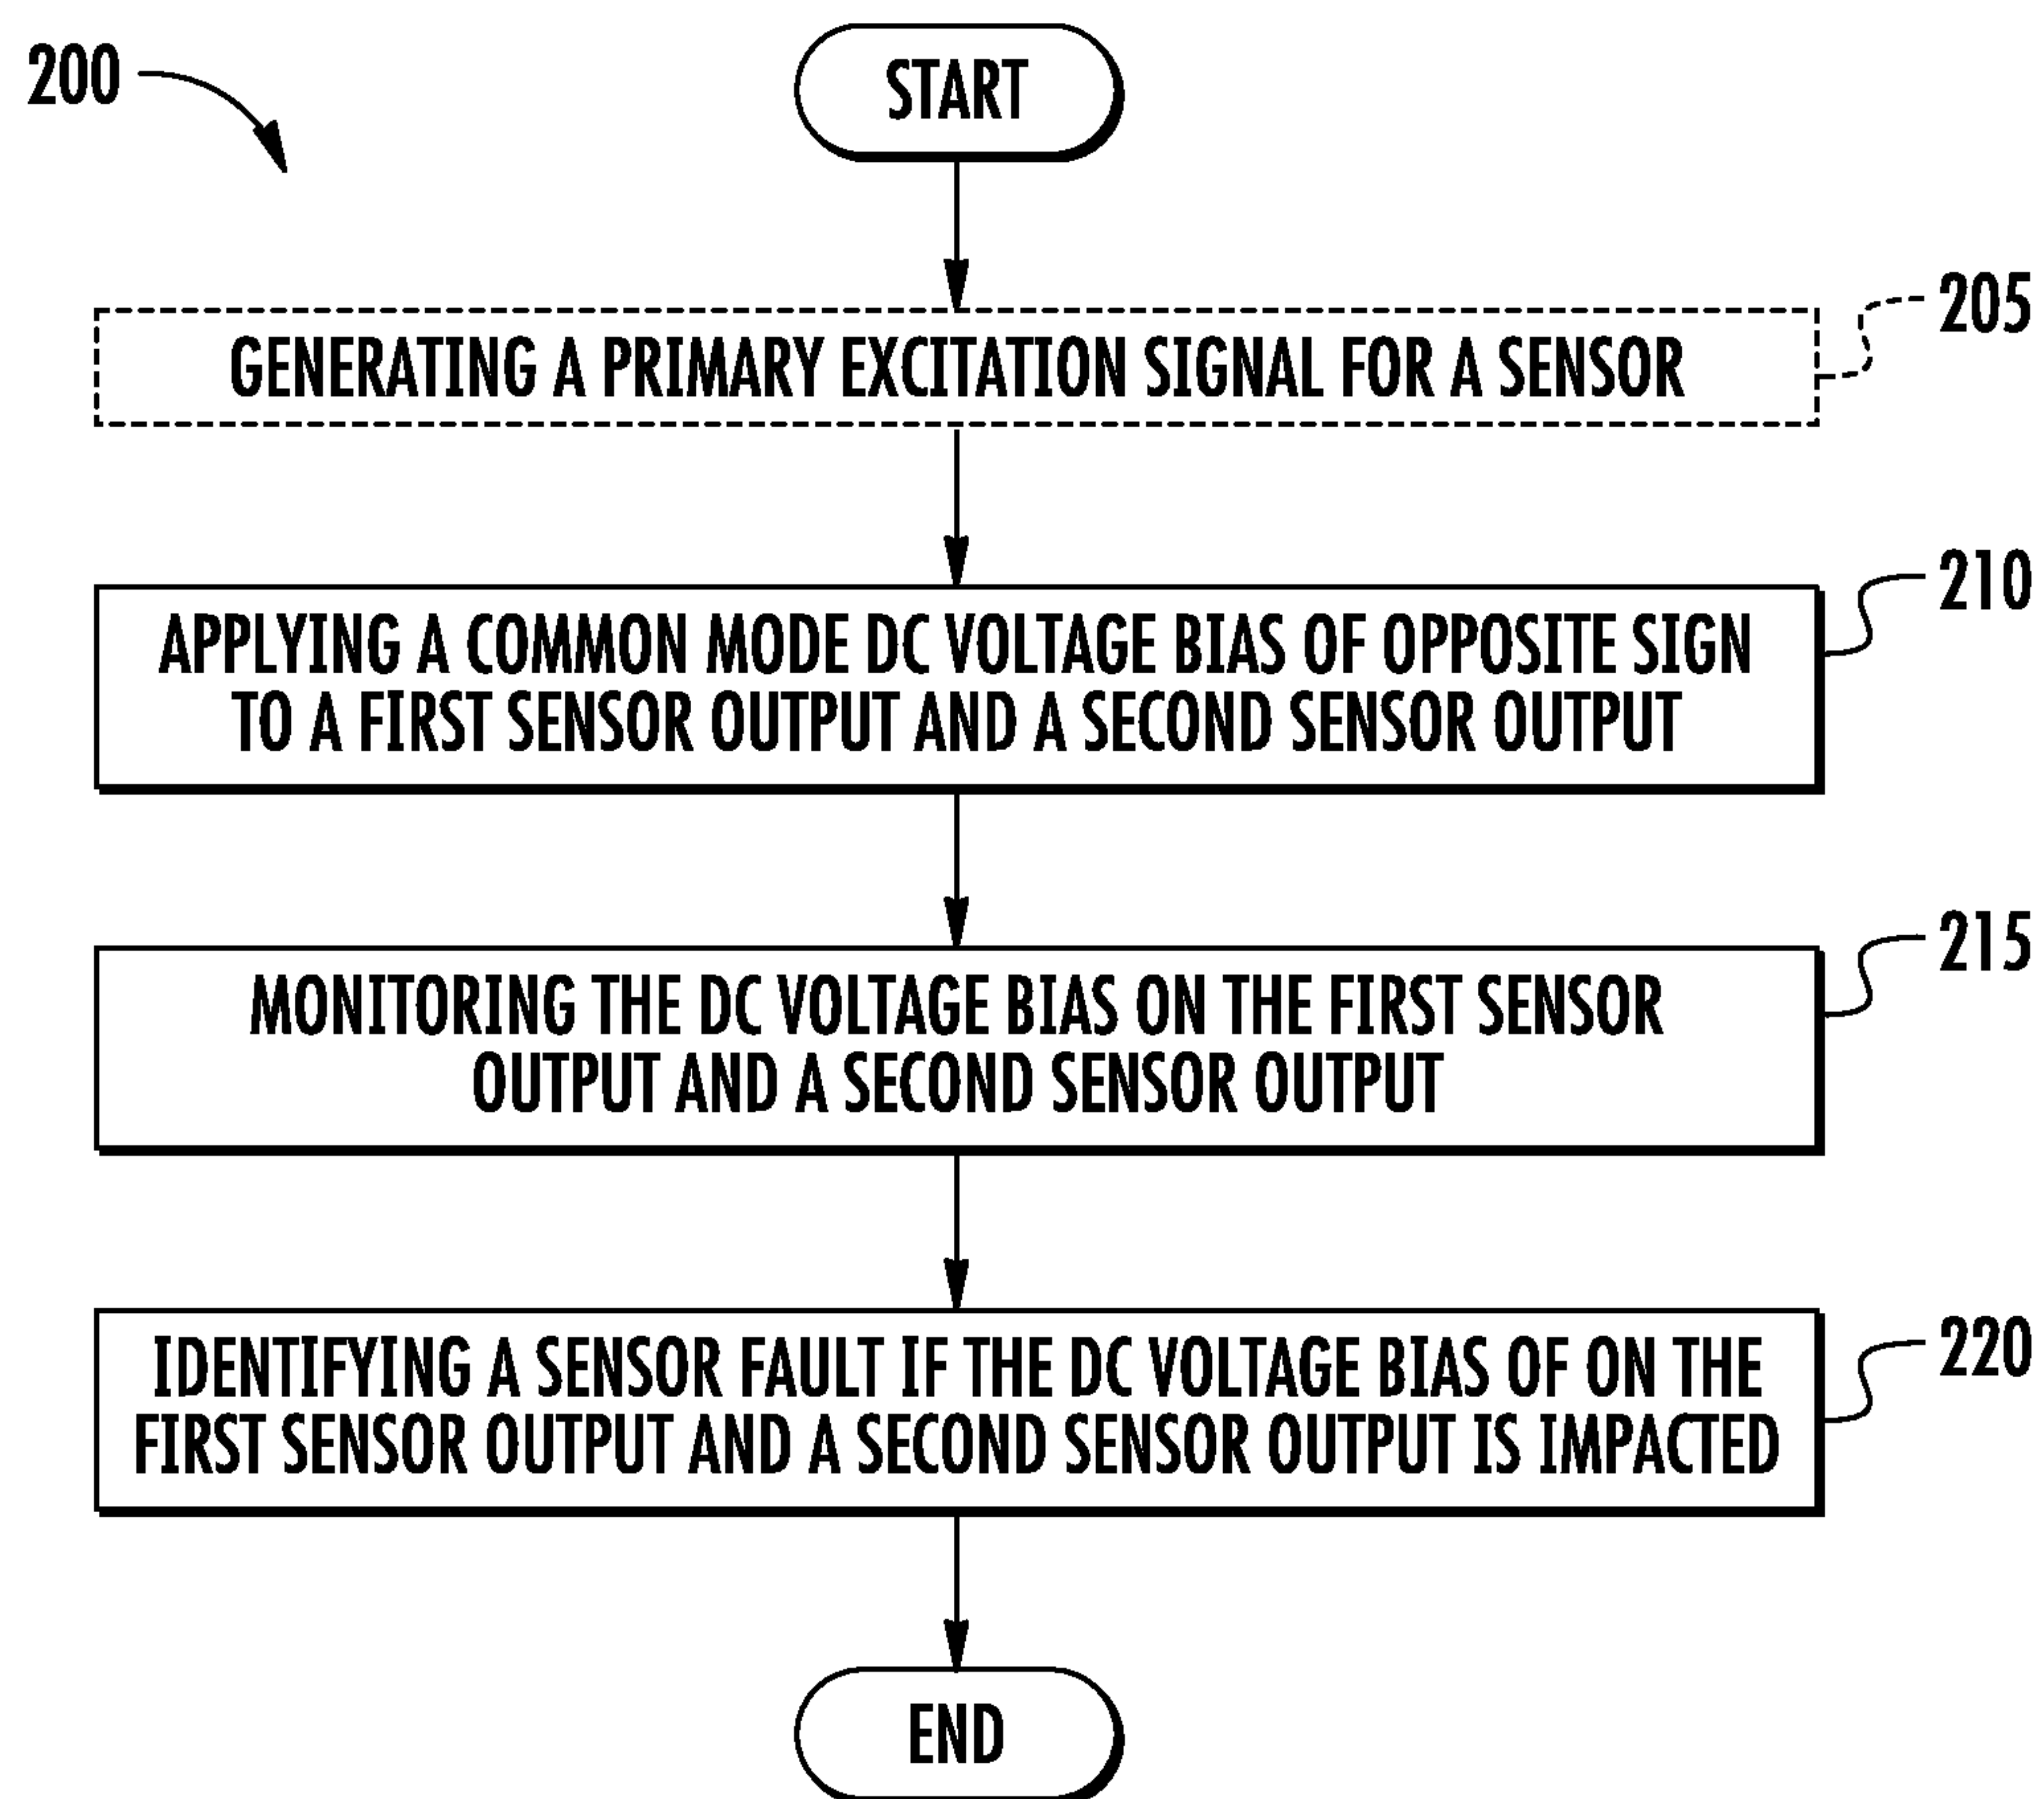 200
START
205
GENERATING A PRIMARY EXCITATION SIGNAL FOR A SENSOR
210
APPLYING A COMMON MODE DC VOLTAGE BIAS OF OPPOSITE SIGN
TO A FIRST SENSOR OUTPUT AND A SECOND SENSOR OUTPUT
215
MONITORING THE DC VOLTAGE BIAS ON THE FIRST SENSOR
OUTPUT AND A SECOND SENSOR OUTPUT
220
IDENTIFYING A SENSOR FAULT IF THE DC VOLTAGE BIAS OF ON THE
FIRST SENSOR OUTPUT AND A SECOND SENSOR OUTPUT IS IMPACTED
END